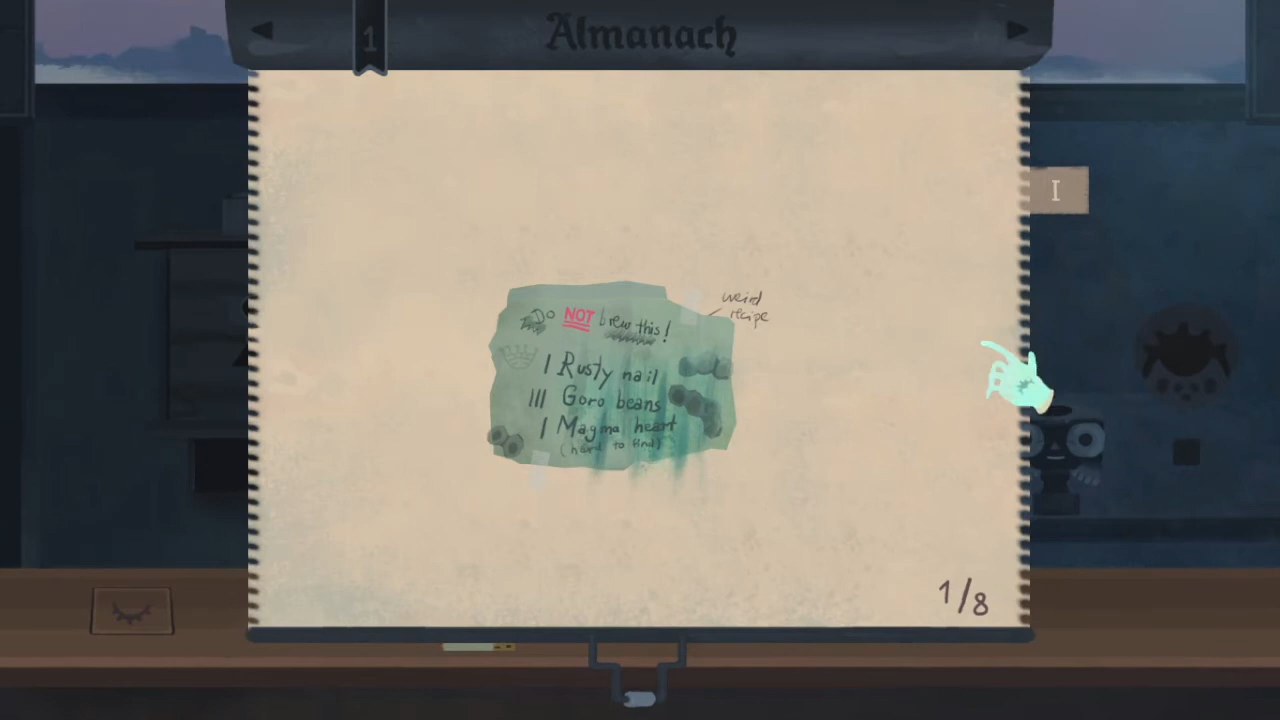 Almanach
1
I
weird
recipe
Do NOT brew this!
I Rusty nail
III Goro beans
I Magma heart
(hard to find)
1/8